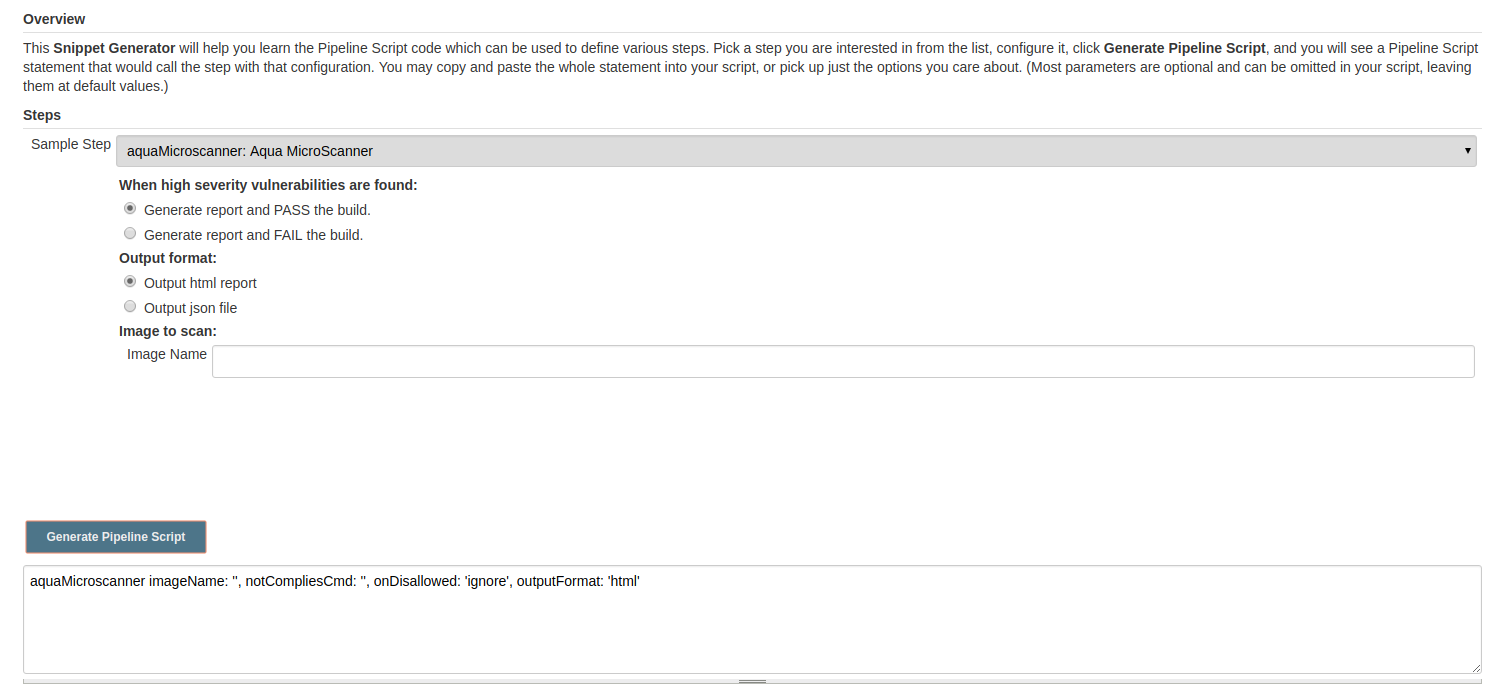 Overview
This Snippet Generator will help you learn the Pipeline Script code which can be used to define various steps. Pick a step you are interested in from the list, configure it, click Generate Pipeline Script, and you will see a Pipeline Script
statement that would call the step with that configuration. You may copy and paste the whole statement into your script, or pick up just the options you care about. (Most parameters are optional and can be omitted in your script, leaving
them at default values.)
Steps
Sample Step aquaMicroscanner: Aqua MicroScanner
When high severity vulnerabilities are found:
Generate report and PASS the build.
Generate report and FAIL the build.
Output format:
Output html report
Output json file
Image to scan:
Image Name
Generate Pipeline Script
aquaMicroscanner imageName: '', notCompliesCmd: '', onDisallowed: 'ignore', outputFormat: 'html'